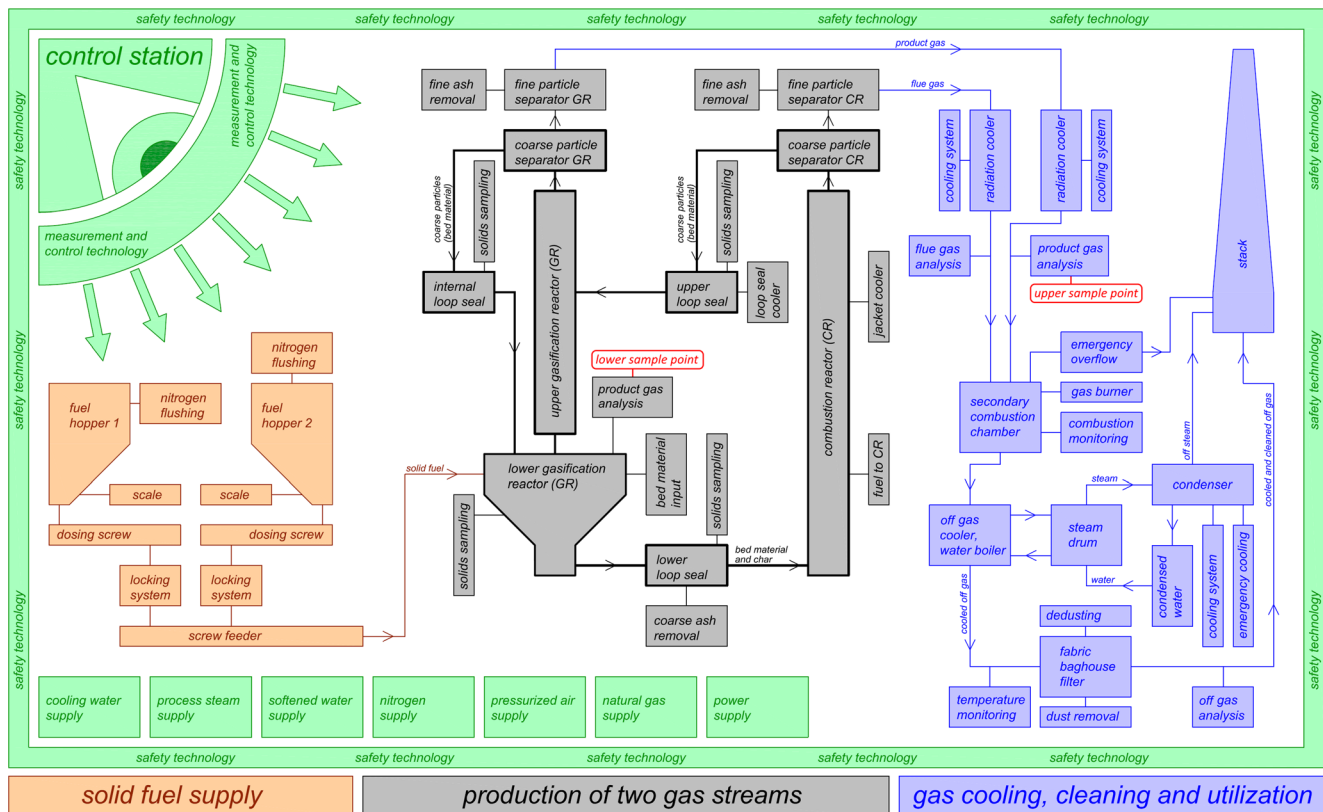 safety technology
safety technology
safety technology
safety technology
safety technology
control station
measurement and
control technology
measurement and
control technology
safety technology
safety technology
safety technology
safety technology
safety technology
safety technology
product gas
flue gas
fine ash
removal
fine particle
separator GR
fine ash
removal
fine particle
separator CR
coarse particle
separator GR
coarse particle
separator CR
coarse particles
(bed material)
solids sampling
coarse particles
(bed material)
solids sampling
internal
loop seal
upper gasification reactor (GR)
upper
loop seal
loop seal
cooler
combustion reactor (CR)
jacket cooler
fuel to CR
lower sample point
product gas
analysis
solid fuel
lower gasification
reactor (GR)
bed material
input
solids sampling
solids sampling
lower
loop seal
bed material
and char
coarse ash
removal
cooling system
radiation cooler
radiation cooler
cooling system
flue gas
analysis
product gas
analysis
upper sample point
stack
emergency
overflow
gas burner
secondary
combustion
chamber
combustion
monitoring
off steam
cooled and cleaned off gas
steam
condenser
off gas
cooler,
water boiler
steam
drum
water
condensed
water
cooling system
emergency cooling
cooled off gas
dedusting
fabric
baghouse
filter
temperature
monitoring
dust removal
off gas
analysis
nitrogen
flushing
fuel
hopper 1
nitrogen
flushing
fuel
hopper 2
scale
scale
dosing screw
dosing screw
locking
system
locking
system
screw feeder
cooling water
supply
process steam
supply
softened water
supply
nitrogen
supply
pressurized air
supply
natural gas
supply
power
supply
safety technology
safety technology
safety technology
safety technology
safety technology
solid fuel supply
production of two gas streams
gas cooling, cleaning and utilization